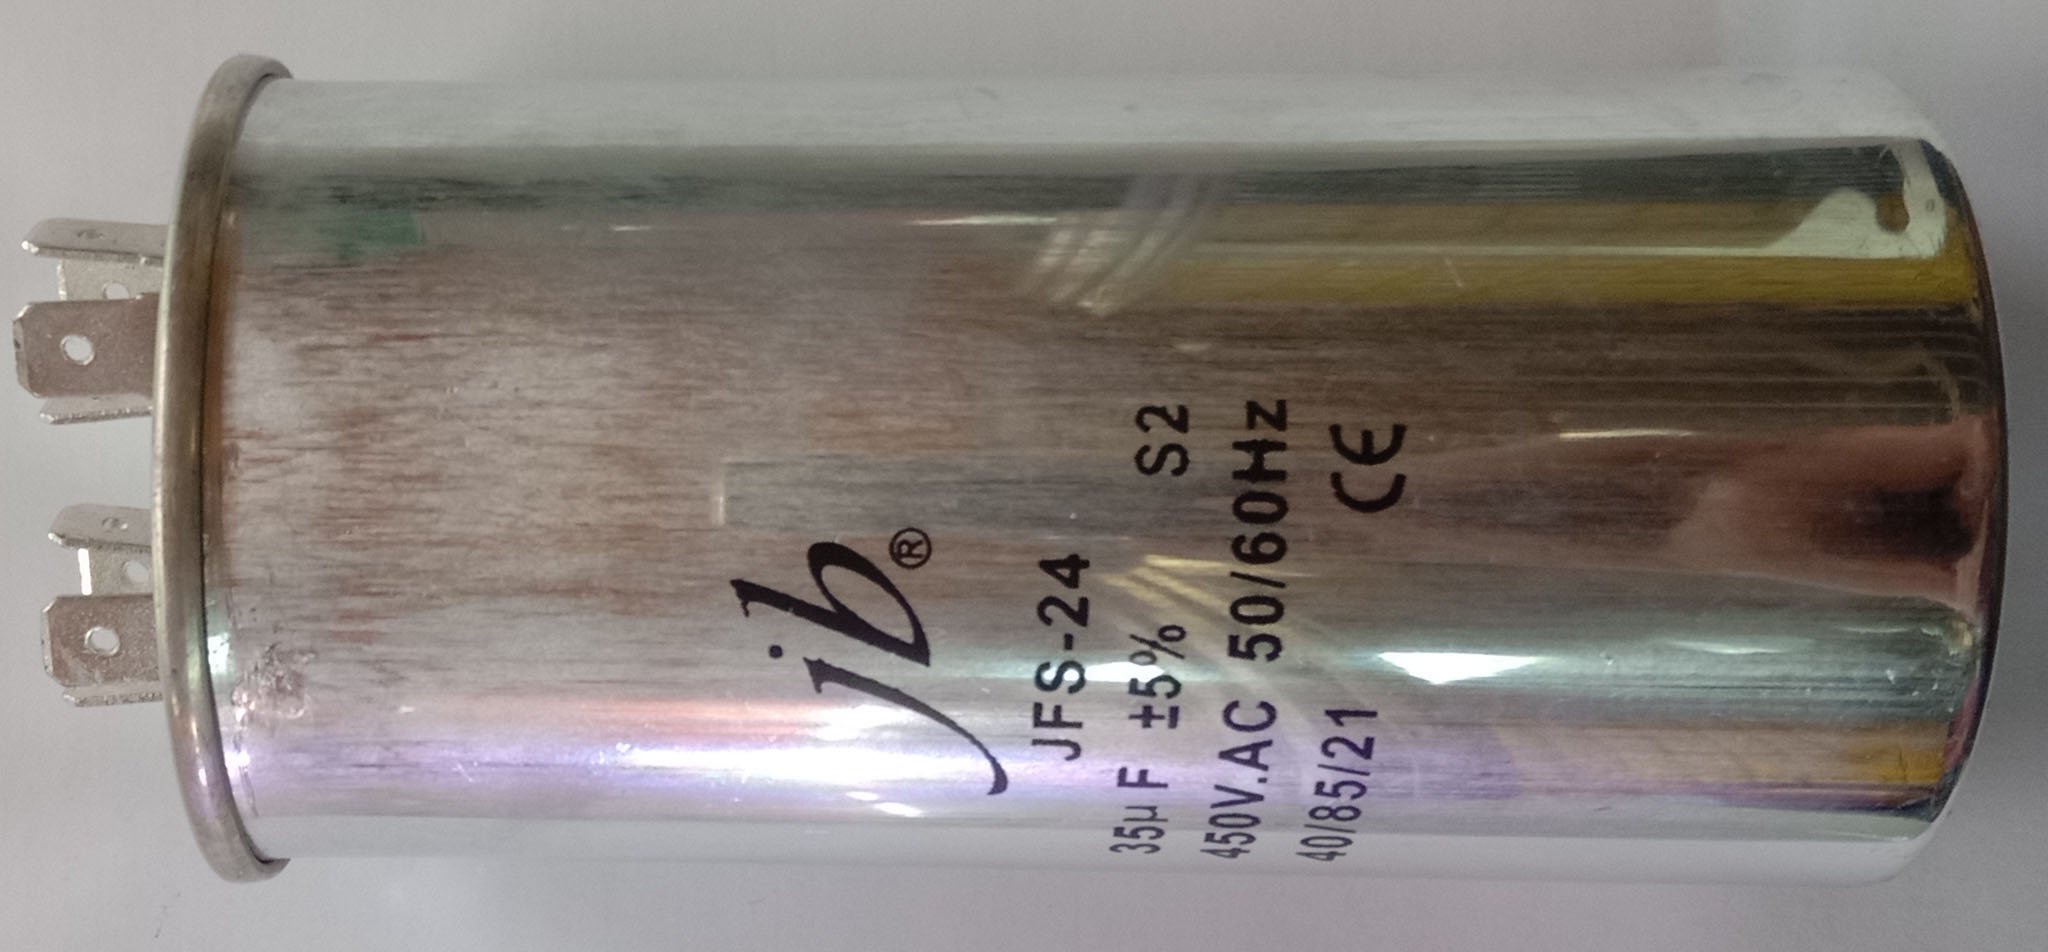 jb®
JFS-24
35μF ±5% S2
450V.AC 50/60Hz
40/85/21 CE